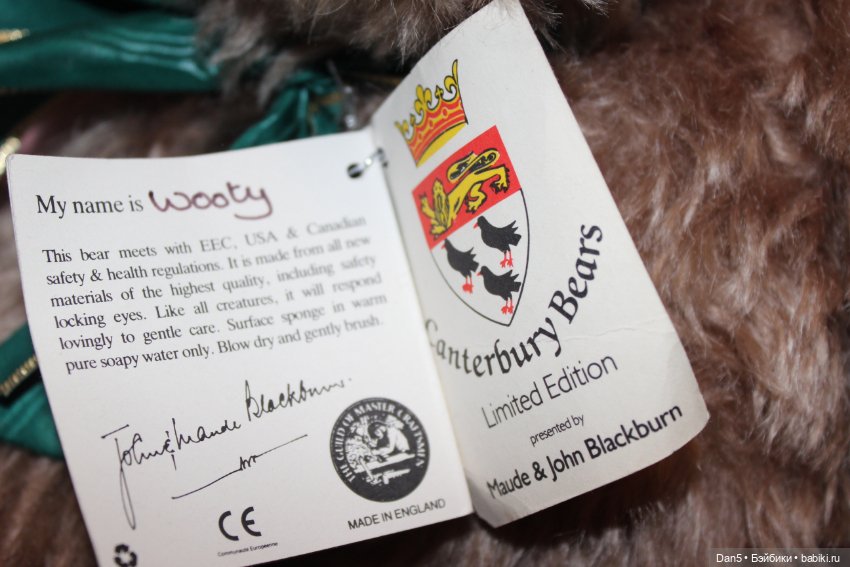 My name is Wooty
This bear meets with EEC, USA & Canadian
safety & health regulations. It is made from all new
materials of the highest quality, including safety
locking eyes. Like all creatures, it will respond
lovingly to gentle care. Surface sponge in warm
pure soapy water only. Blow dry and gently brush.
John & Maude Blackburn.
THE GUILD OF MASTER CRAFTSMEN
CE
Communauté Européenne
MADE IN ENGLAND
Canterbury Bears
Limited Edition
presented by
Maude & John Blackburn
Dan5 • Бэйбики • babiki.ru